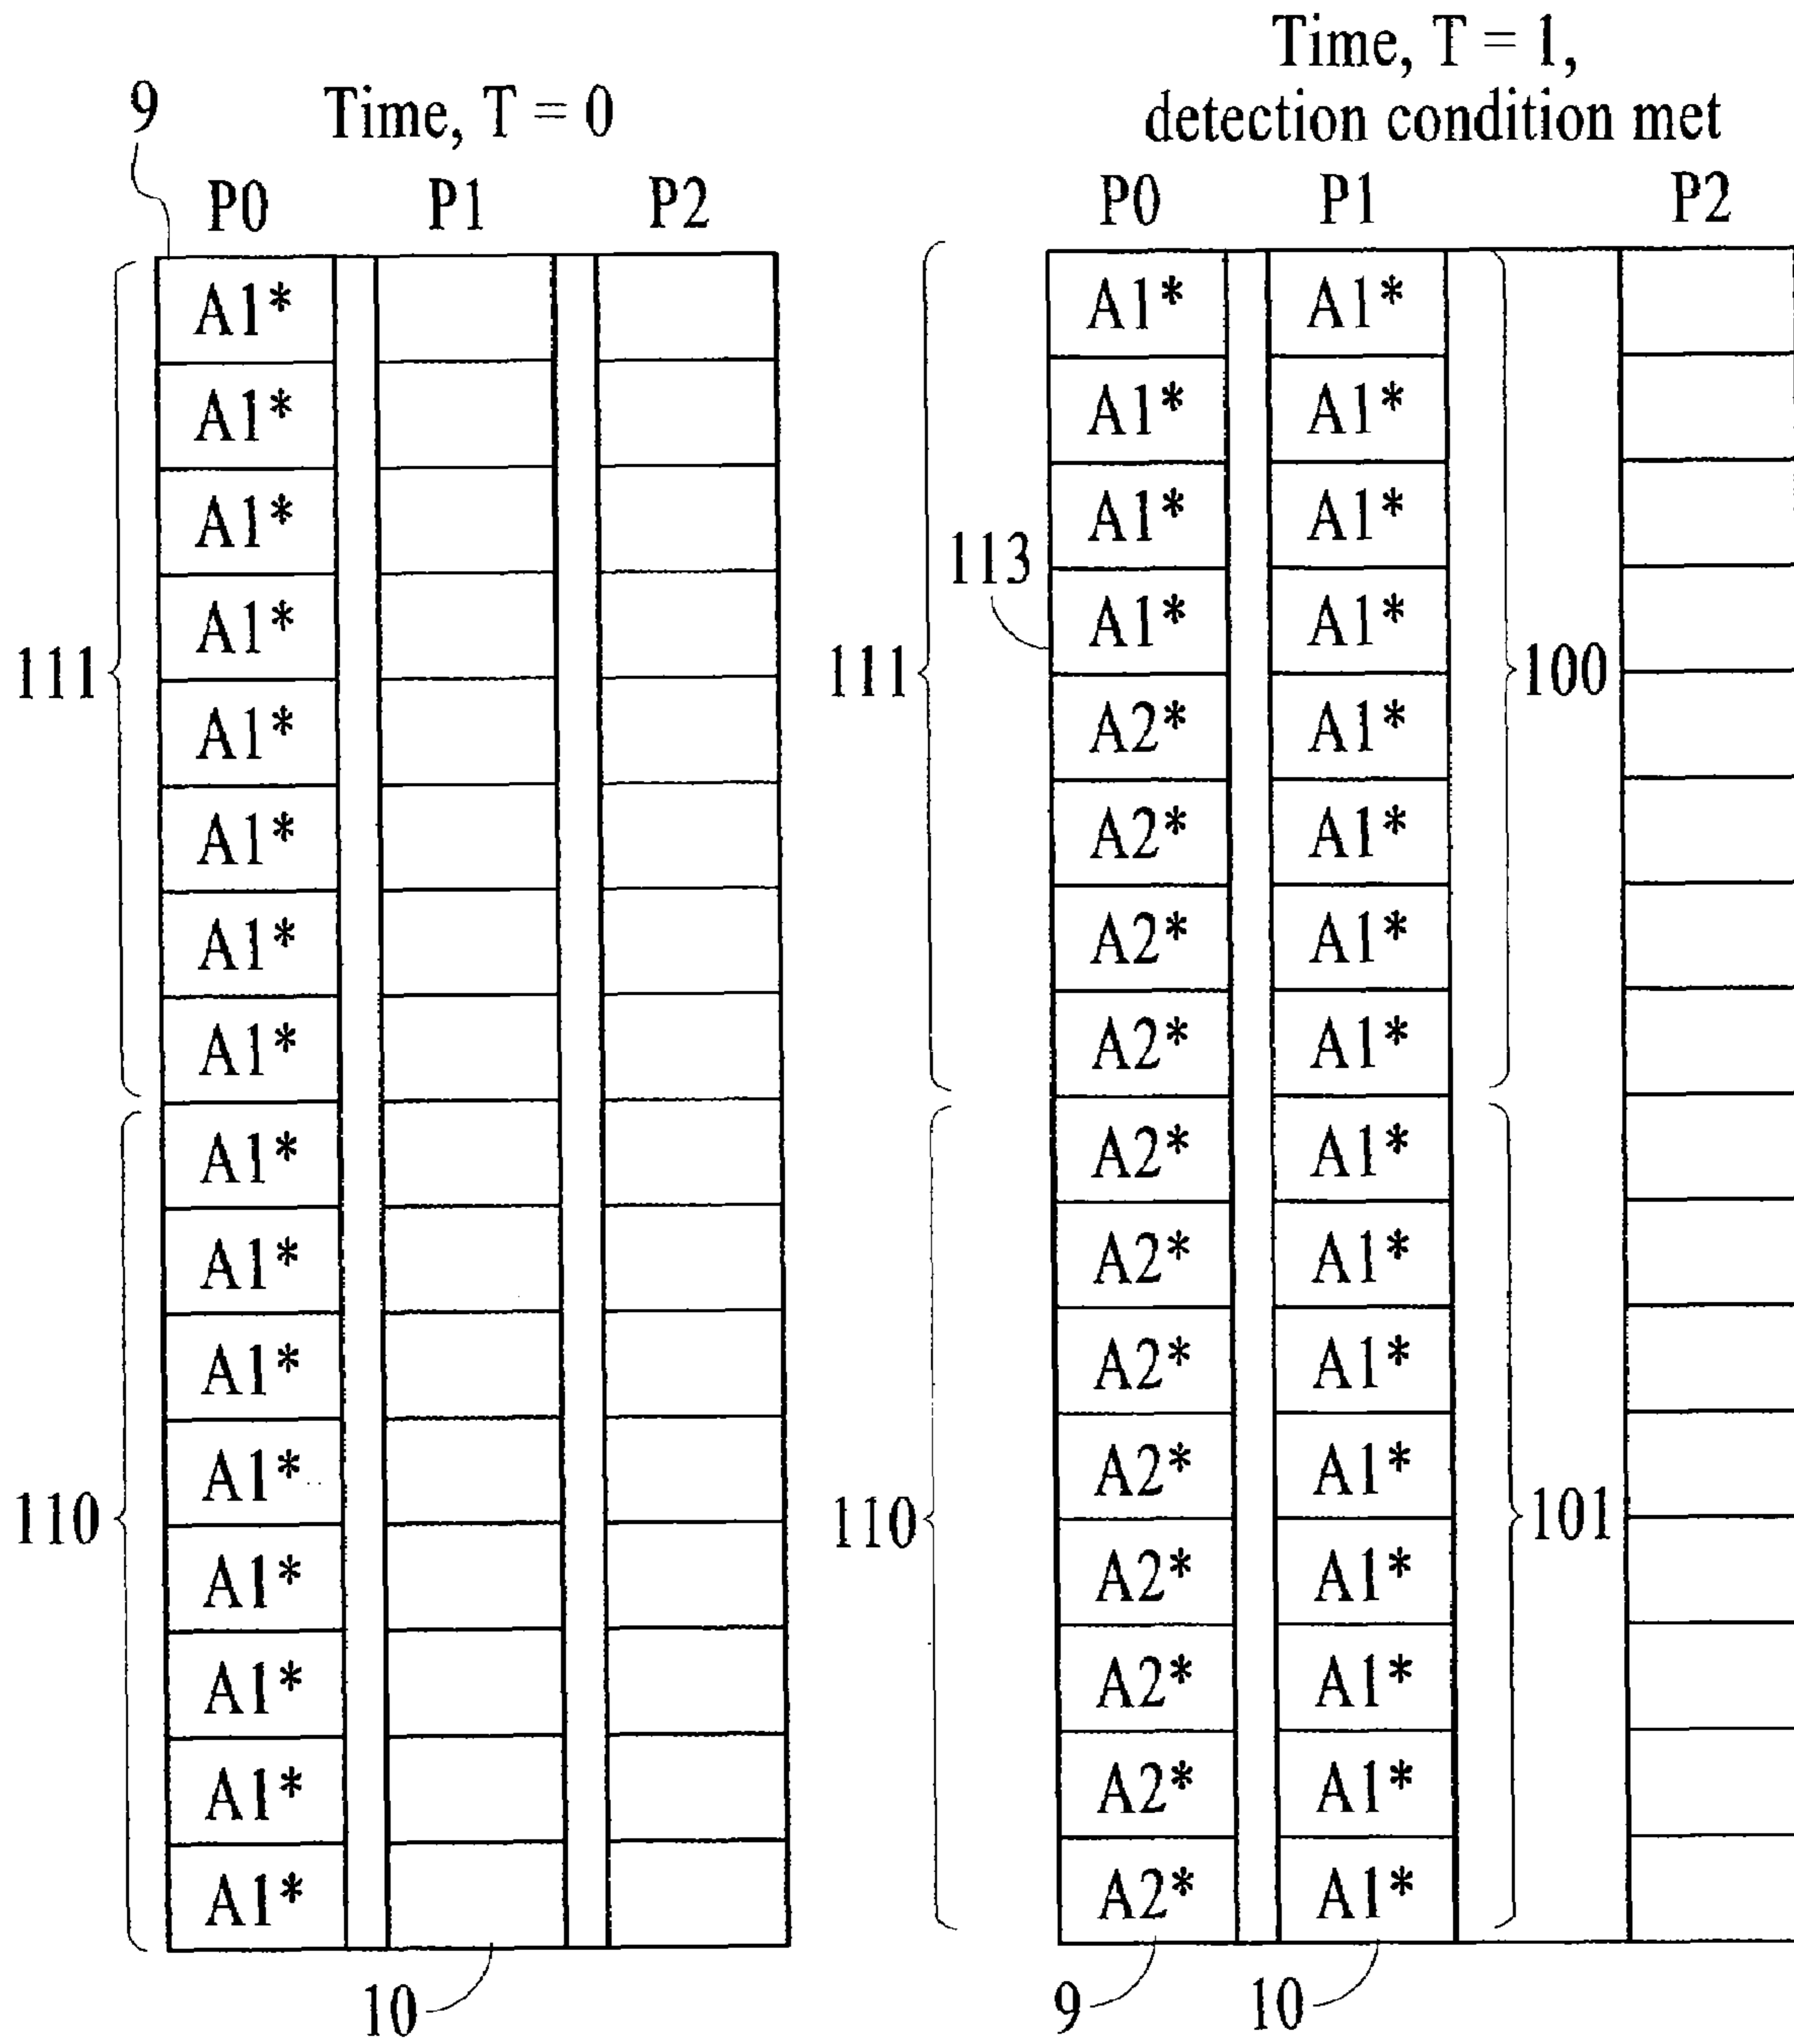 Time, T = 0
9
P0 P1 P2
A1*
A1*
A1*
A1*
111
A1*
A1*
A1*
A1*
A1*
A1*
A1*
A1*
110
A1*
A1*
A1*
A1*
10
Time, T = 1,
detection condition met
P0 P1 P2
A1* A1*
A1* A1*
A1* A1*
113
A1* A1*
111 100
A2* A1*
A2* A1*
A2* A1*
A2* A1*
A2* A1*
A2* A1*
A2* A1*
A2* A1*
110 101
A2* A1*
A2* A1*
A2* A1*
A2* A1*
9 10